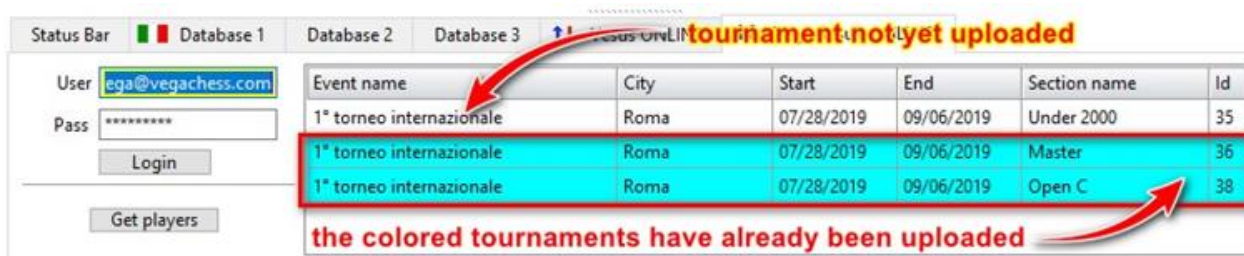 Status Bar Database 1 Database 2 Database 3 ONLIN tournament not yet uploaded
User ega@vegachess.com
Pass *********
Login
Get players
Event name City Start End Section name Id
1° torneo internazionale Roma 07/28/2019 09/06/2019 Under 2000 35
1° torneo internazionale Roma 07/28/2019 09/06/2019 Master 36
1° torneo internazionale Roma 07/28/2019 09/06/2019 Open C 38
the colored tournaments have already been uploaded